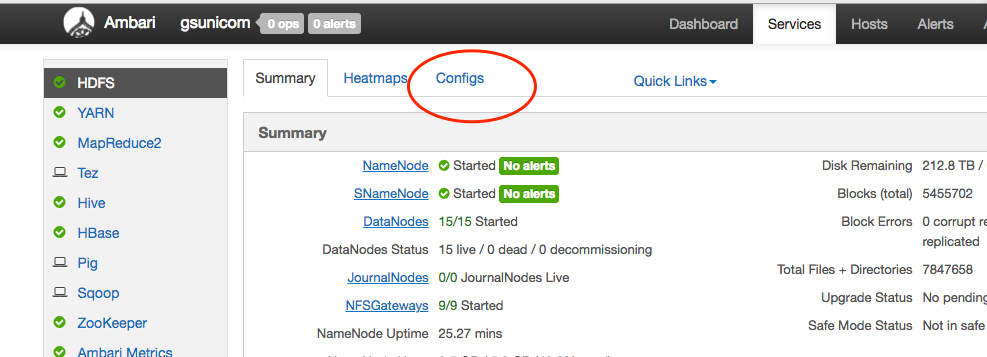 Ambari gsunicom 0 ops 0 alerts Dashboard Services Hosts Alerts
HDFS
YARN
MapReduce2
Tez
Hive
HBase
Pig
Sqoop
ZooKeeper
Ambari Metrics
Summary Heatmaps Configs Quick Links
Summary
NameNode Started No alerts
SNameNode Started No alerts
DataNodes 15/15 Started
DataNodes Status 15 live / 0 dead / 0 decommissioning
JournalNodes 0/0 JournalNodes Live
NFSGateways 9/9 Started
NameNode Uptime 25.27 mins
Disk Remaining 212.8 TB /
Blocks (total) 5455702
Block Errors 0 corrupt re
replicated
Total Files + Directories 7847658
Upgrade Status No pending
Safe Mode Status Not in safe